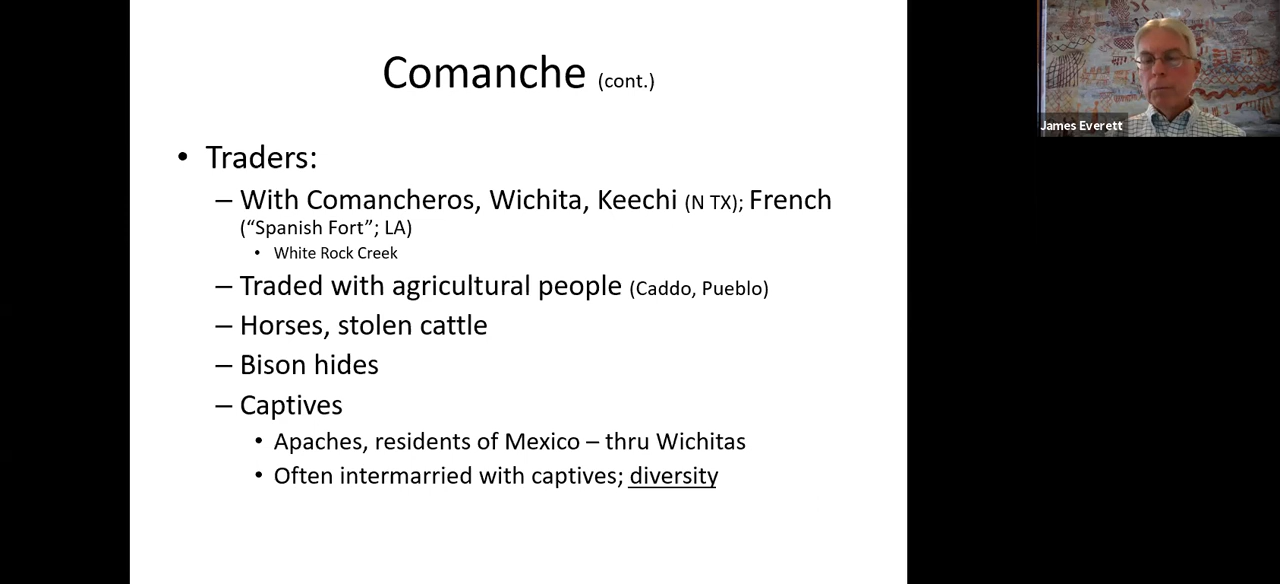 Comanche (cont.)
• Traders:
– With Comancheros, Wichita, Keechi (N TX); French
(“Spanish Fort”; LA)
• White Rock Creek
– Traded with agricultural people (Caddo, Pueblo)
– Horses, stolen cattle
– Bison hides
– Captives
• Apaches, residents of Mexico – thru Wichitas
• Often intermarried with captives; diversity
James Everett